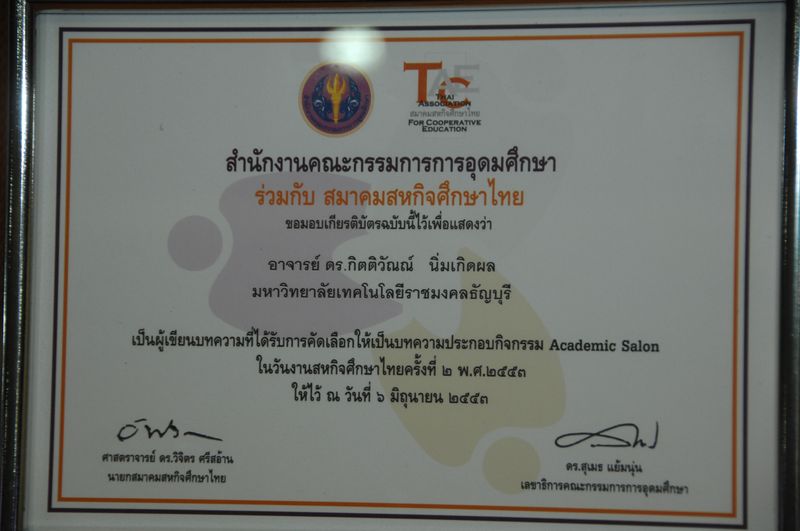 TC
AE
THAI
ASSOCIATION
สมาคมสหกิจศึกษาไทย
FOR COOPERATIVE
EDUCATION
สำนักงานคณะกรรมการการอุดมศึกษา
ร่วมกับ สมาคมสหกิจศึกษาไทย
ขอมอบเกียรติบัตรฉบับนี้ไว้เพื่อแสดงว่า
อาจารย์ ดร.กิตติวัณณ์ นิ่มเกิดผล
มหาวิทยาลัยเทคโนโลยีราชมงคลธัญบุรี
เป็นผู้เขียนบทความที่ได้รับการคัดเลือกให้เป็นบทความประกอบกิจกรรม Academic Salon
ในวันงานสหกิจศึกษาไทยครั้งที่ ๒ พ.ศ.๒๕๕๓
ให้ไว้ ณ วันที่ ๖ มิถุนายน ๒๕๕๓
ศาสตราจารย์ ดร.วิจิตร ศรีสอ้าน
นายกสมาคมสหกิจศึกษาไทย
ดร.สุเมธ แย้มนุ่น
เลขาธิการคณะกรรมการการอุดมศึกษา